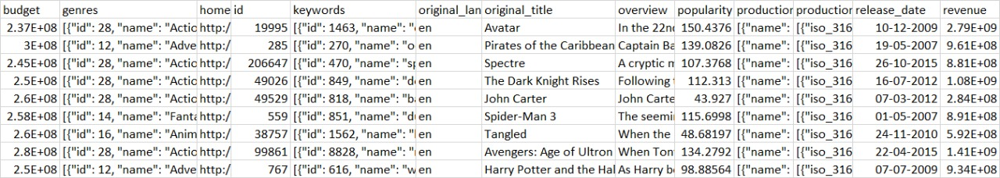 budget genres home id keywords original_lan original_title overview popularity production production release_date revenue
2.37E+08 [{"id": 28, "name": "Actio http:/ 19995 [{"id": 1463, "name": " en Avatar In the 22nd 150.4376 [{"name": [{"iso_316 10-12-2009 2.79E+09
3E+08 [{"id": 12, "name": "Adve http:/ 285 [{"id": 270, "name": "o en Pirates of the Caribbean Captain Ba 139.0826 [{"name": [{"iso_316 19-05-2007 9.61E+08
2.45E+08 [{"id": 28, "name": "Actio http:/ 206647 [{"id": 470, "name": "sp en Spectre A cryptic m 107.3768 [{"name": [{"iso_316 26-10-2015 8.81E+08
2.5E+08 [{"id": 28, "name": "Actio http:/ 49026 [{"id": 849, "name": "d en The Dark Knight Rises Following 112.313 [{"name": [{"iso_316 16-07-2012 1.08E+09
2.6E+08 [{"id": 28, "name": "Actio http:/ 49529 [{"id": 818, "name": "ba en John Carter John Carte 43.927 [{"name": [{"iso_316 07-03-2012 2.84E+08
2.58E+08 [{"id": 14, "name": "Fanta http:/ 559 [{"id": 851, "name": "d en Spider-Man 3 The seemi 115.6998 [{"name": [{"iso_316 01-05-2007 8.91E+08
2.6E+08 [{"id": 16, "name": "Anim http:/ 38757 [{"id": 1562, "name": " en Tangled When the 48.68197 [{"name": [{"iso_316 24-11-2010 5.92E+08
2.8E+08 [{"id": 28, "name": "Actio http:/ 99861 [{"id": 8828, "name": " en Avengers: Age of Ultron When Ton 134.2792 [{"name": [{"iso_316 22-04-2015 1.41E+09
2.5E+08 [{"id": 12, "name": "Adve http:/ 767 [{"id": 616, "name": "w en Harry Potter and the Hal As Harry b 98.88564 [{"name": [{"iso_316 07-07-2009 9.34E+08